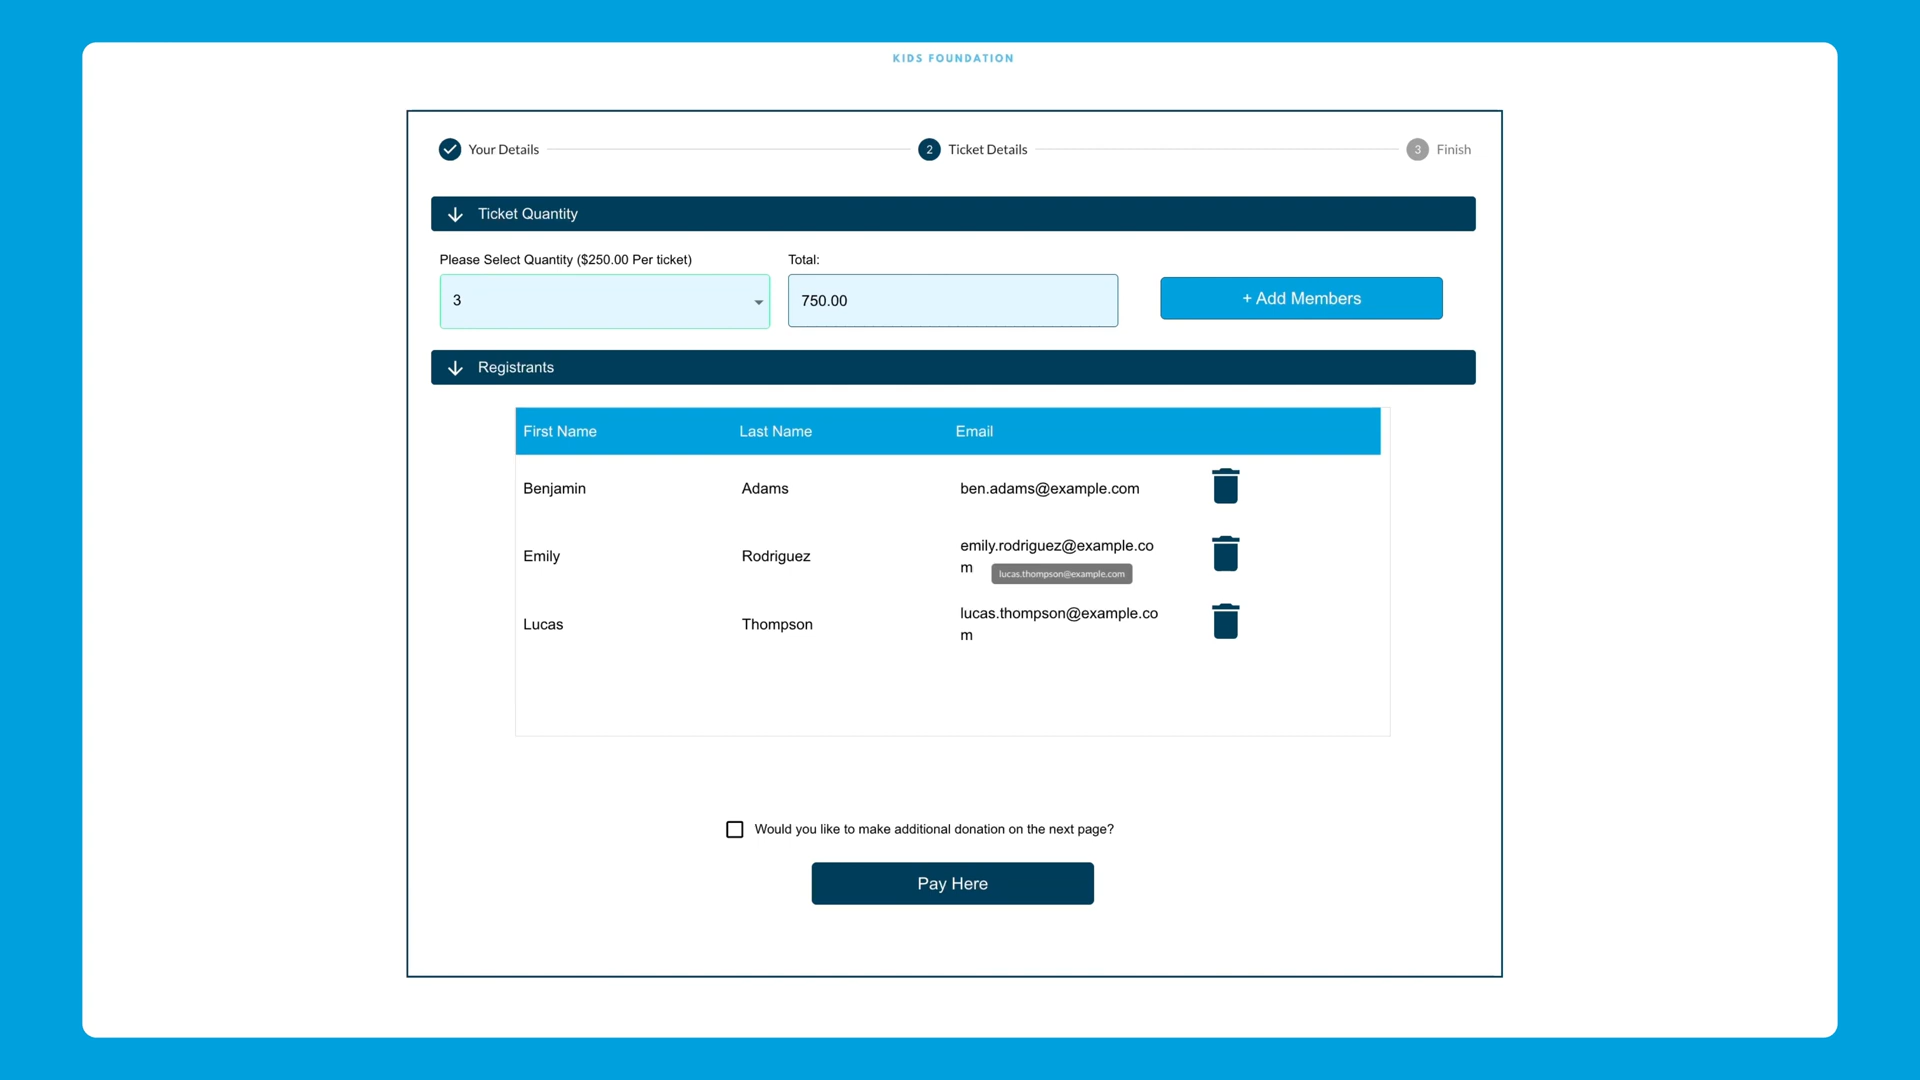 KIDS FOUNDATION
Your Details
2 Ticket Details
3 Finish
Ticket Quantity
Please Select Quantity ($250.00 Per ticket)
Total:
3
750.00
+ Add Members
Registrants
First Name Last Name Email
Benjamin Adams ben.adams@example.com
Emily Rodriguez emily.rodriguez@example.co
m
lucas.thompson@example.com
Lucas Thompson lucas.thompson@example.co
m
Would you like to make additional donation on the next page?
Pay Here